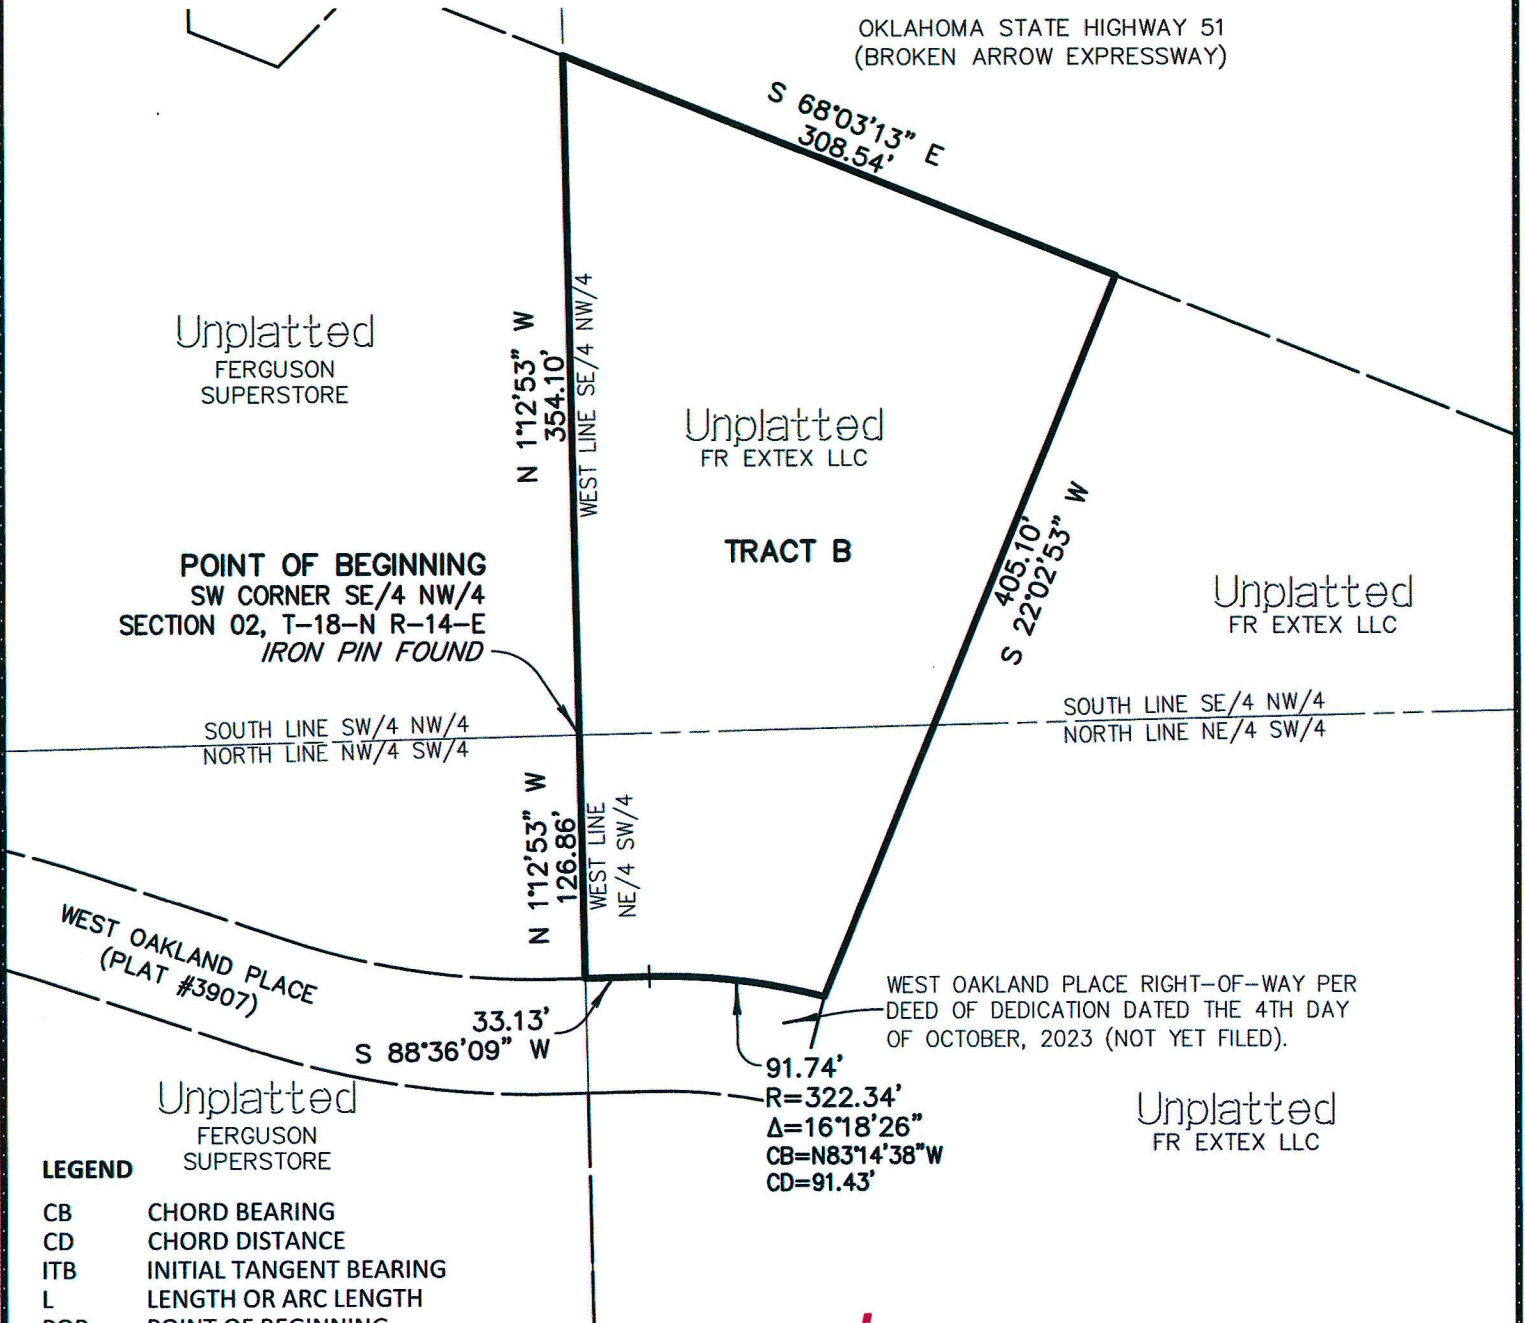 OKLAHOMA STATE HIGHWAY 51
(BROKEN ARROW EXPRESSWAY)
S 68°03'13" E
308.54'
Unplatted
FERGUSON
SUPERSTORE
N 1°12'53" W
354.10'
WEST LINE SE/4 NW/4
Unplatted
FR EXTEX LLC
TRACT B
405.10'
S 22°02'53" W
POINT OF BEGINNING
SW CORNER SE/4 NW/4
SECTION 02, T-18-N R-14-E
IRON PIN FOUND
Unplatted
FR EXTEX LLC
SOUTH LINE SW/4 NW/4
NORTH LINE NW/4 SW/4
SOUTH LINE SE/4 NW/4
NORTH LINE NE/4 SW/4
N 1°12'53" W
126.86'
WEST LINE
NE/4 SW/4
WEST OAKLAND PLACE
(PLAT #3907)
33.13'
S 88°36'09" W
WEST OAKLAND PLACE RIGHT-OF-WAY PER
DEED OF DEDICATION DATED THE 4TH DAY
OF OCTOBER, 2023 (NOT YET FILED).
91.74'
R=322.34'
Δ=16°18'26"
CB=N83°14'38"W
CD=91.43'
Unplatted
FERGUSON
SUPERSTORE
Unplatted
FR EXTEX LLC
LEGEND
CB CHORD BEARING
CD CHORD DISTANCE
ITB INITIAL TANGENT BEARING
L LENGTH OR ARC LENGTH
POB POINT OF BEGINNING